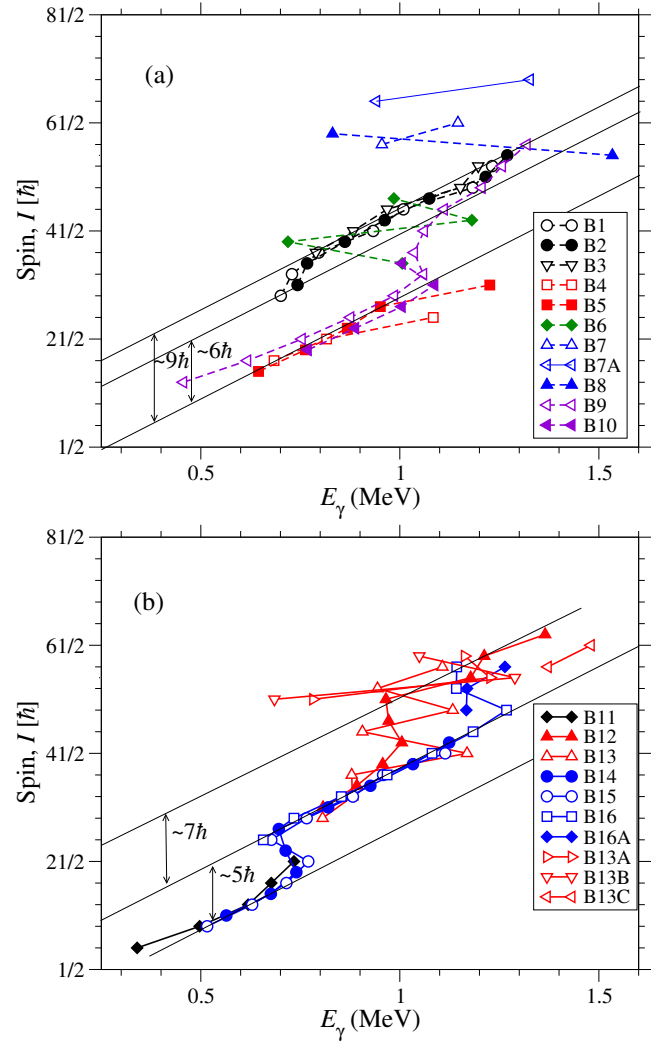 81/2
(a)
61/2
Spin, I [ħ]
41/2
B1
B2
B3
B4
B5
B6
B7
B7A
B8
B9
B10
21/2
~9ħ
~6ħ
1/2
0.5
1
1.5
Eγ (MeV)
81/2
(b)
61/2
Spin, I [ħ]
41/2
B11
B12
B13
B14
B15
B16
B16A
B13A
B13B
B13C
~7ħ
21/2
~5ħ
1/2
0.5
1
1.5
Eγ (MeV)